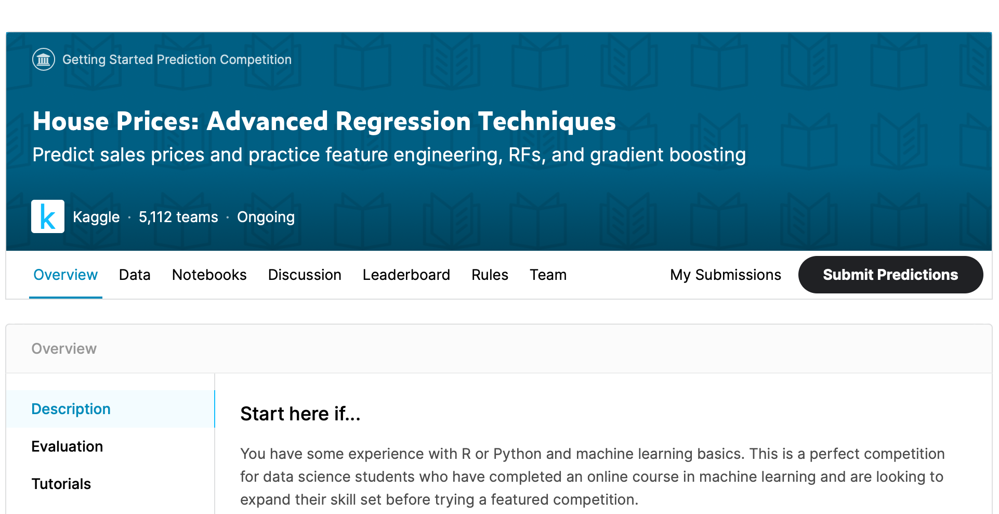 Getting Started Prediction Competition
House Prices: Advanced Regression Techniques
Predict sales prices and practice feature engineering, RFs, and gradient boosting
k
Kaggle · 5,112 teams · Ongoing
Overview Data Notebooks Discussion Leaderboard Rules Team My Submissions Submit Predictions
Overview
Description
Evaluation
Tutorials
Start here if...
You have some experience with R or Python and machine learning basics. This is a perfect competition
for data science students who have completed an online course in machine learning and are looking to
expand their skill set before trying a featured competition.